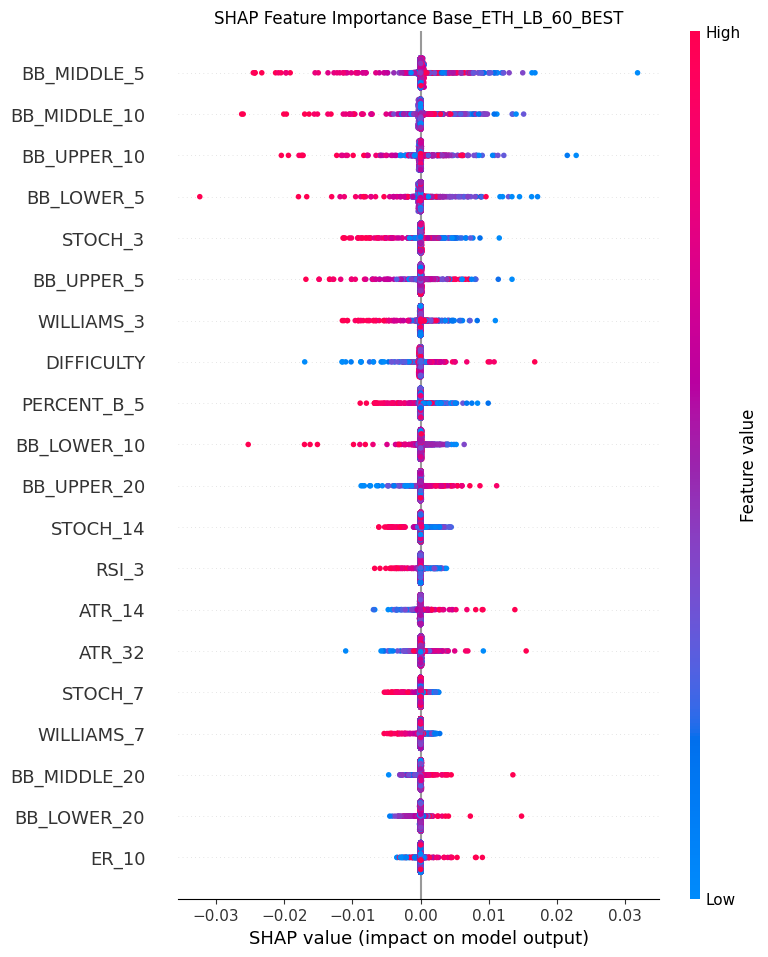 SHAP Feature Importance Base_ETH_LB_60_BEST
High
BB_MIDDLE_5
BB_MIDDLE_10
BB_UPPER_10
BB_LOWER_5
STOCH_3
BB_UPPER_5
WILLIAMS_3
DIFFICULTY
PERCENT_B_5
BB_LOWER_10
BB_UPPER_20
STOCH_14
RSI_3
ATR_14
ATR_32
STOCH_7
WILLIAMS_7
BB_MIDDLE_20
BB_LOWER_20
ER_10
Feature value
Low
−0.03 −0.02 −0.01 0.00 0.01 0.02 0.03
SHAP value (impact on model output)